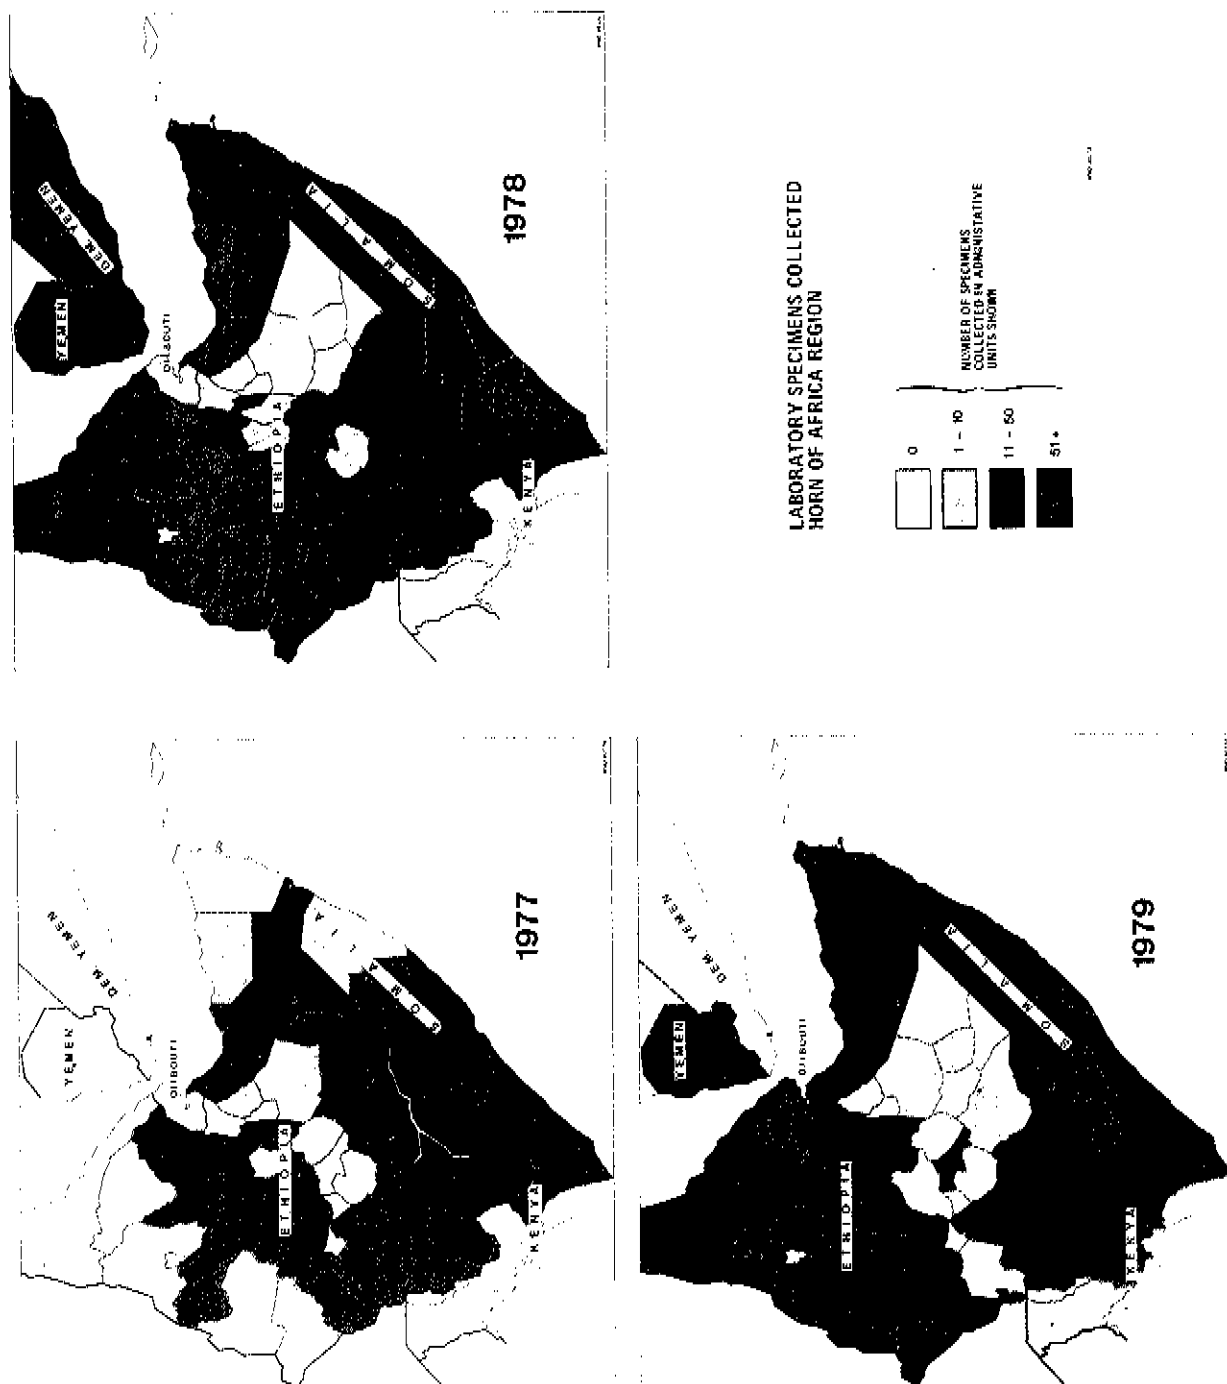 1977
YEMEN
DEM. YEMEN
DJIBOUTI
ETHIOPIA
SOMALIA
KENYA
1978
YEMEN
DEM. YEMEN
DJIBOUTI
ETHIOPIA
SOMALIA
KENYA
1979
YEMEN
DEM. YEMEN
DJIBOUTI
ETHIOPIA
SOMALIA
KENYA
LABORATORY SPECIMENS COLLECTED
HORN OF AFRICA REGION
0
1 - 10
11 - 50
51 +
NUMBER OF SPECIMENS
COLLECTED IN ADMINISTATIVE
UNITS SHOWN